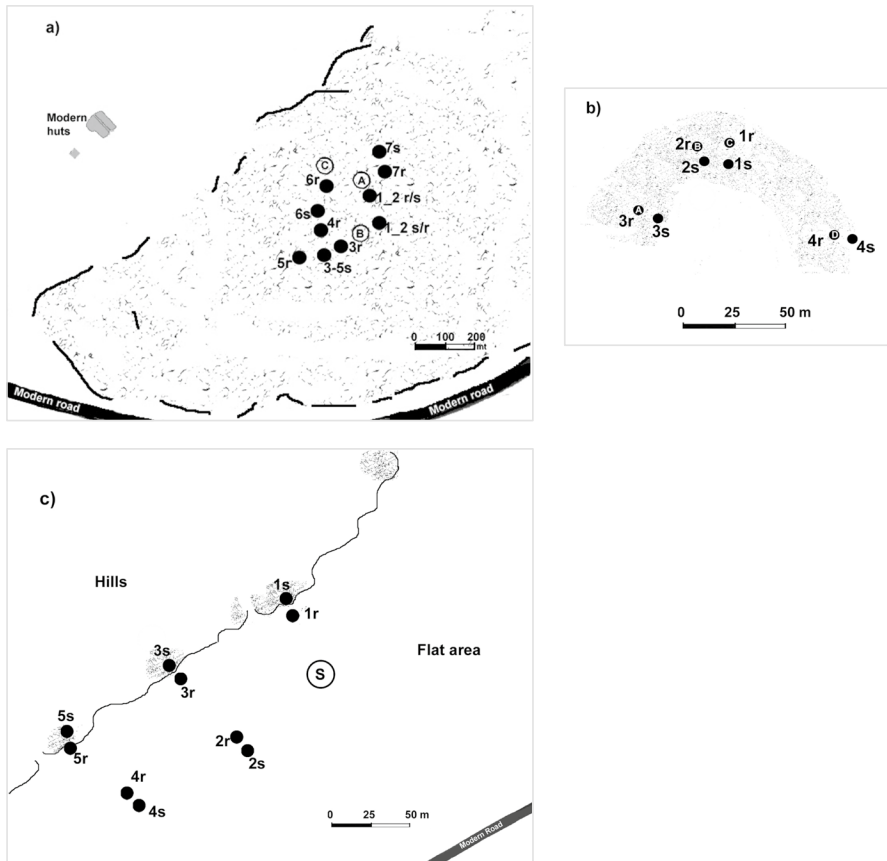 a)
Modern
huts
7s
C
A
7r
6r
1_2 r/s
6s
4r
B
1_2 s/r
3r
5r
3-5s
0 100 200
mt
Modern road
Modern road
b)
1r
2r B
C
2s
1s
A
3r
3s
4r D
4s
0 25 50 m
c)
Hills
1s
1r
3s
Flat area
S
3r
5s
2r
5r
2s
4r
4s
0 25 50 m
Modern Road